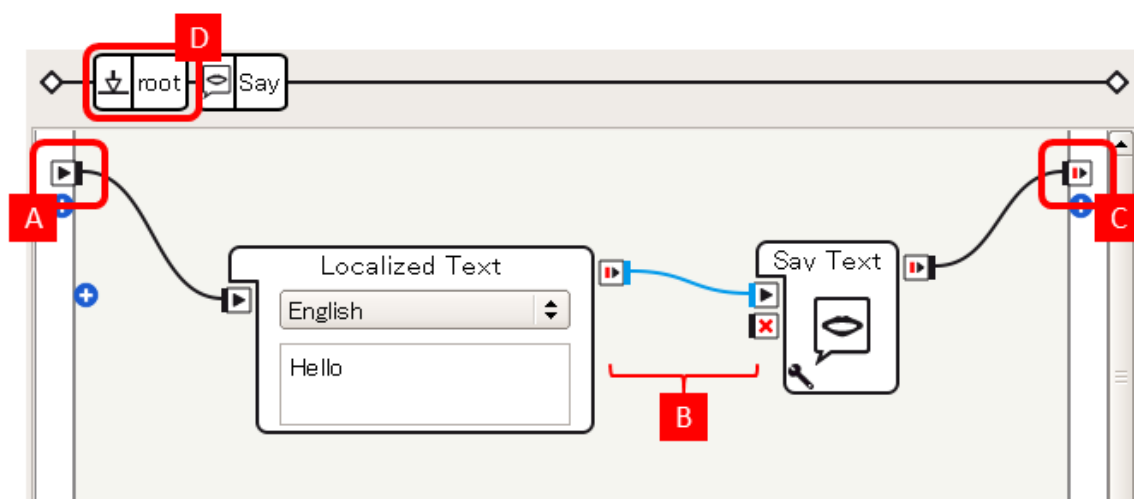 D
root
Say
A
C
Localized Text
Say Text
English
Hello
B